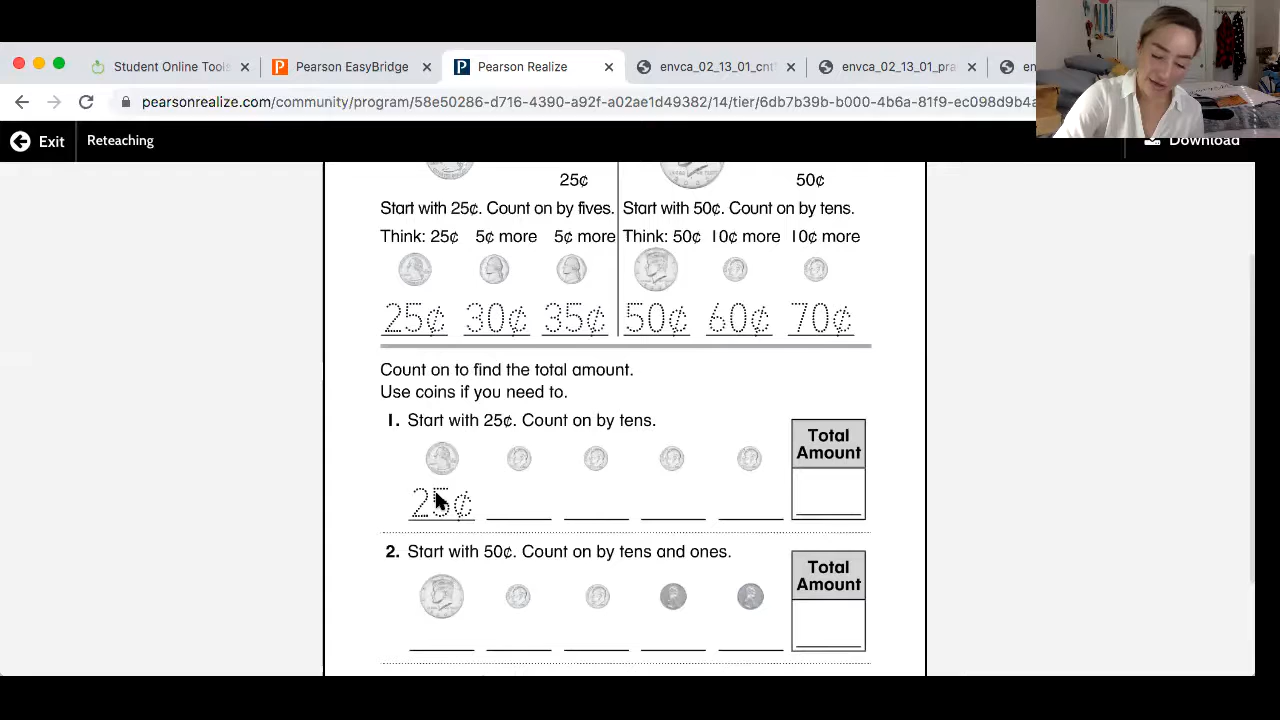 Student Online Tools
Pearson EasyBridge
Pearson Realize
envca_02_13_01_cnt
envca_02_13_01_pra
en
pearsonrealize.com/community/program/58e50286-d716-4390-a92f-a02ae1d49382/14/tier/6db7b39b-b000-4b6a-81f9-ec098d9b4a
Exit
Reteaching
Download
25¢
50¢
Start with 25¢. Count on by fives.
Think: 25¢ 5¢ more 5¢ more
25¢ 30¢ 35¢
Start with 50¢. Count on by tens.
Think: 50¢ 10¢ more 10¢ more
50¢ 60¢ 70¢
Count on to find the total amount.
Use coins if you need to.
1. Start with 25¢. Count on by tens.
25¢
Total
Amount
2. Start with 50¢. Count on by tens and ones.
Total
Amount